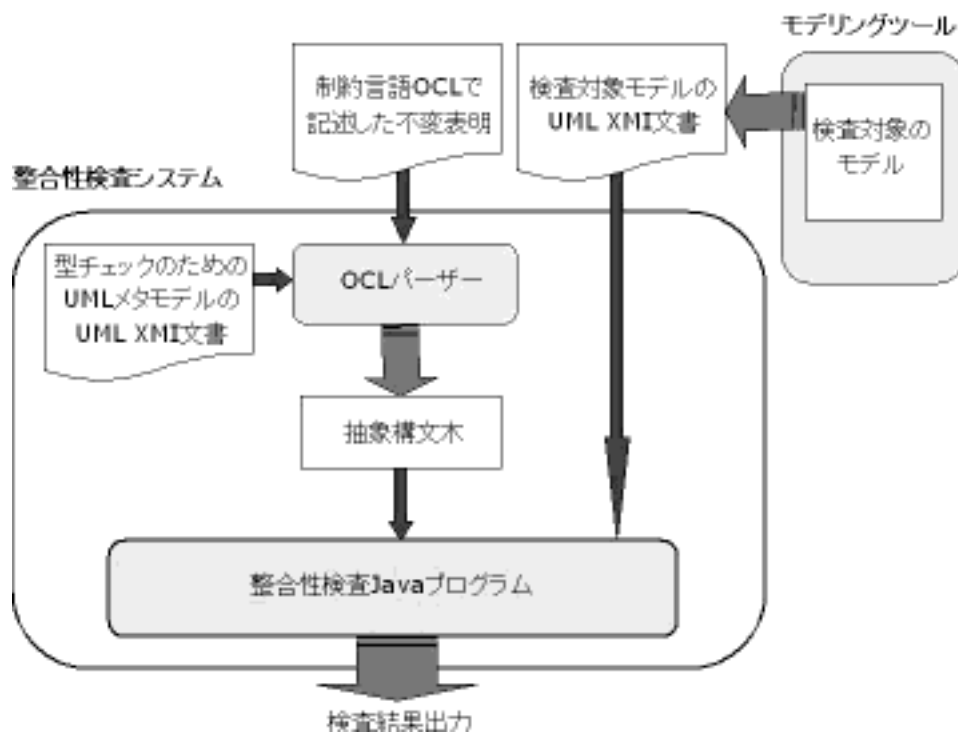 モデリングツール
制約言語OCLで
記述した不変表明
検査対象モデルの
UML XMI文書
検査対象の
モデル
整合性検査システム
型チェックのための
UMLメタモデルの
UML XMI文書
OCLパーザー
抽象構文木
整合性検査Javaプログラム
検査結果出力